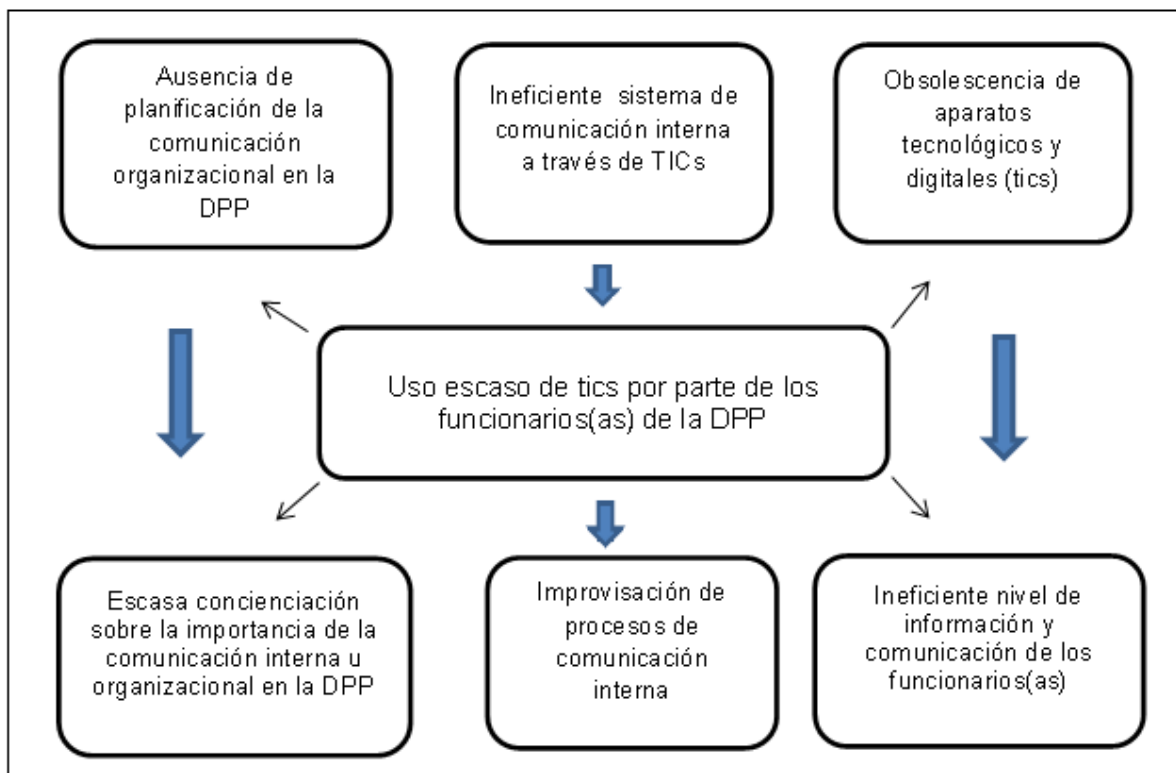 Ausencia de
planificación de la
comunicación
organizacional en la
DPP
Ineficiente sistema de
comunicación interna
a través de TICs
Obsolescencia de
aparatos
tecnológicos y
digitales (tics)
Uso escaso de tics por parte de los
funcionarios(as) de la DPP
Escasa concienciación
sobre la importancia de la
comunicación interna u
organizacional en la DPP
Improvisación de
procesos de
comunicación
interna
Ineficiente nivel de
información y
comunicación de los
funcionarios(as)